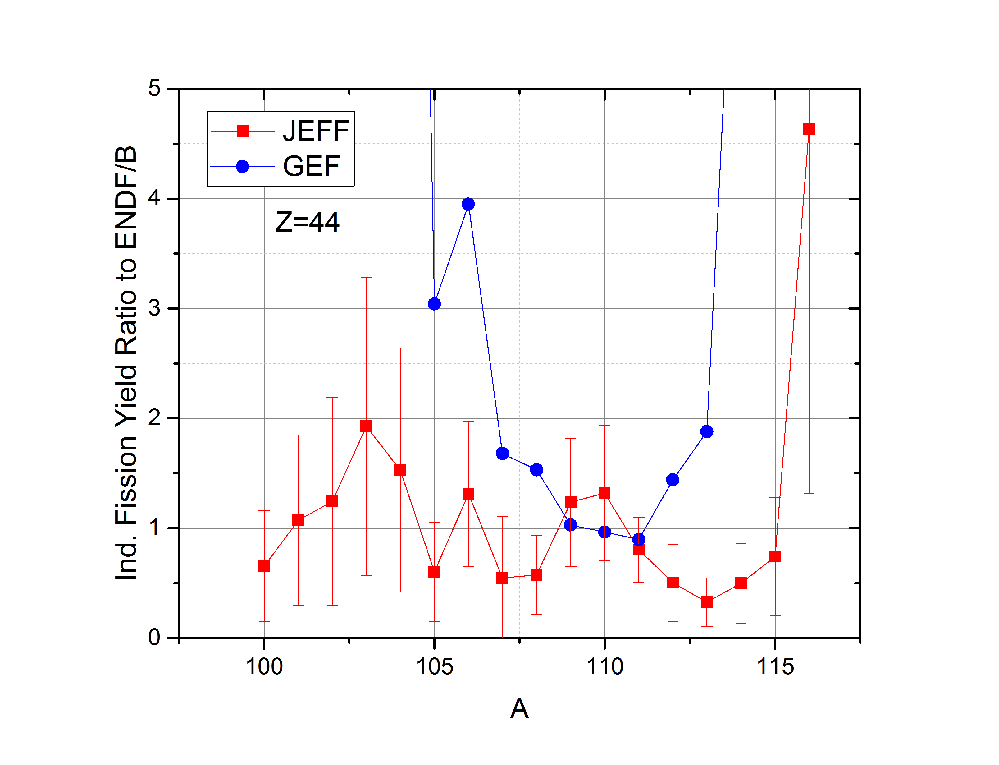 5
4
3
2
1
0
JEFF
GEF
Z=44
Ind. Fission Yield Ratio to ENDF/B
100 105 110 115
A